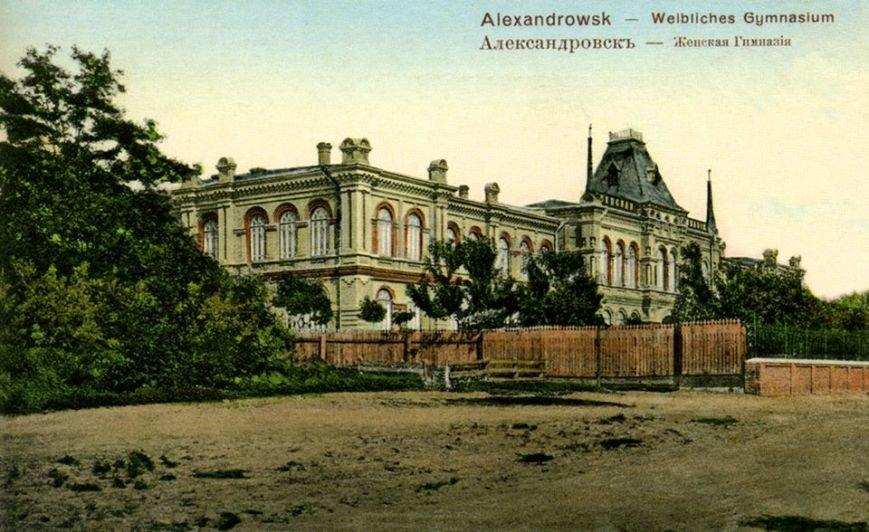 Alexandrowsk — Weibliches Gymnasium
Александровскъ — Женская Гимназія